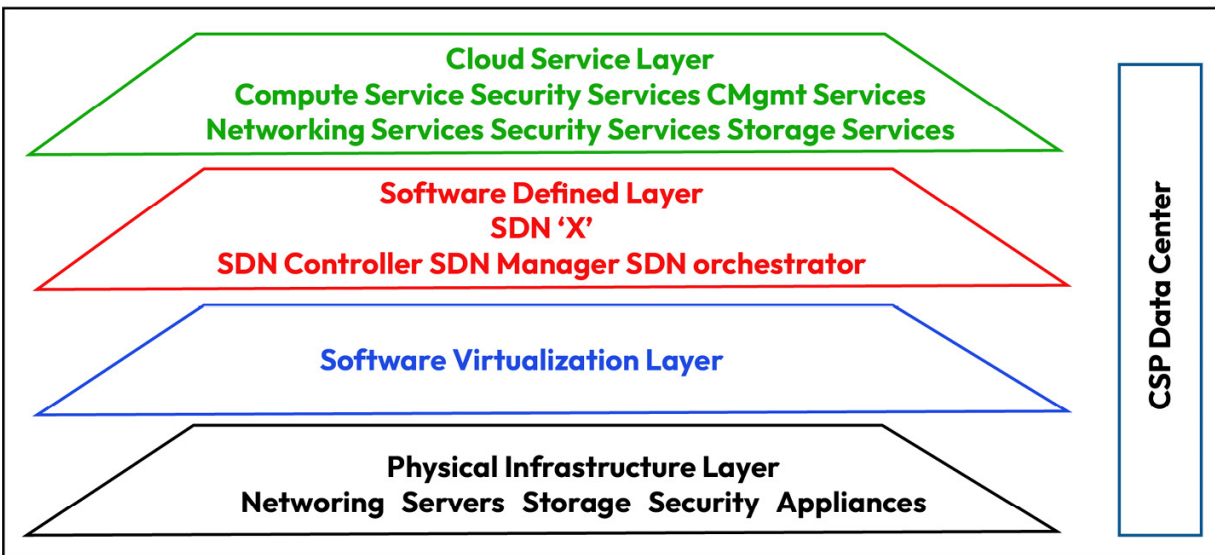 Cloud Service Layer
Compute Service Security Services CMgmt Services
Networking Services Security Services Storage Services
Software Defined Layer
SDN ‘X’
SDN Controller SDN Manager SDN orchestrator
Software Virtualization Layer
Physical Infrastructure Layer
Networing Servers Storage Security Appliances
CSP Data Center